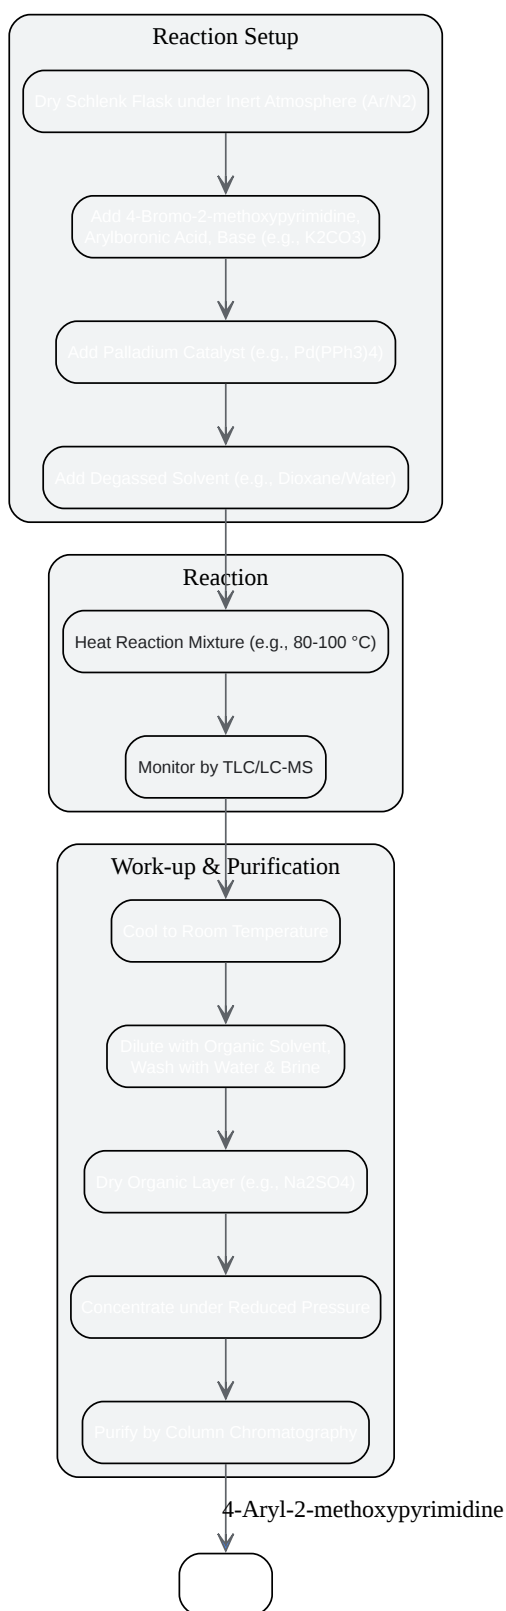 Reaction Setup
Dry Schlenk Flask under Inert Atmosphere (Ar/N2)
Add 4-Bromo-2-methoxypyrimidine,
Arylboronic Acid, Base (e.g., K2CO3)
Add Palladium Catalyst (e.g., Pd(PPh3)4)
Add Degassed Solvent (e.g., Dioxane/Water)
Reaction
Heat Reaction Mixture (e.g., 80-100 °C)
Monitor by TLC/LC-MS
Work-up & Purification
Cool to Room Temperature
Dilute with Organic Solvent,
Wash with Water & Brine
Dry Organic Layer (e.g., Na2SO4)
Concentrate under Reduced Pressure
Purify by Column Chromatography
4-Aryl-2-methoxypyrimidine